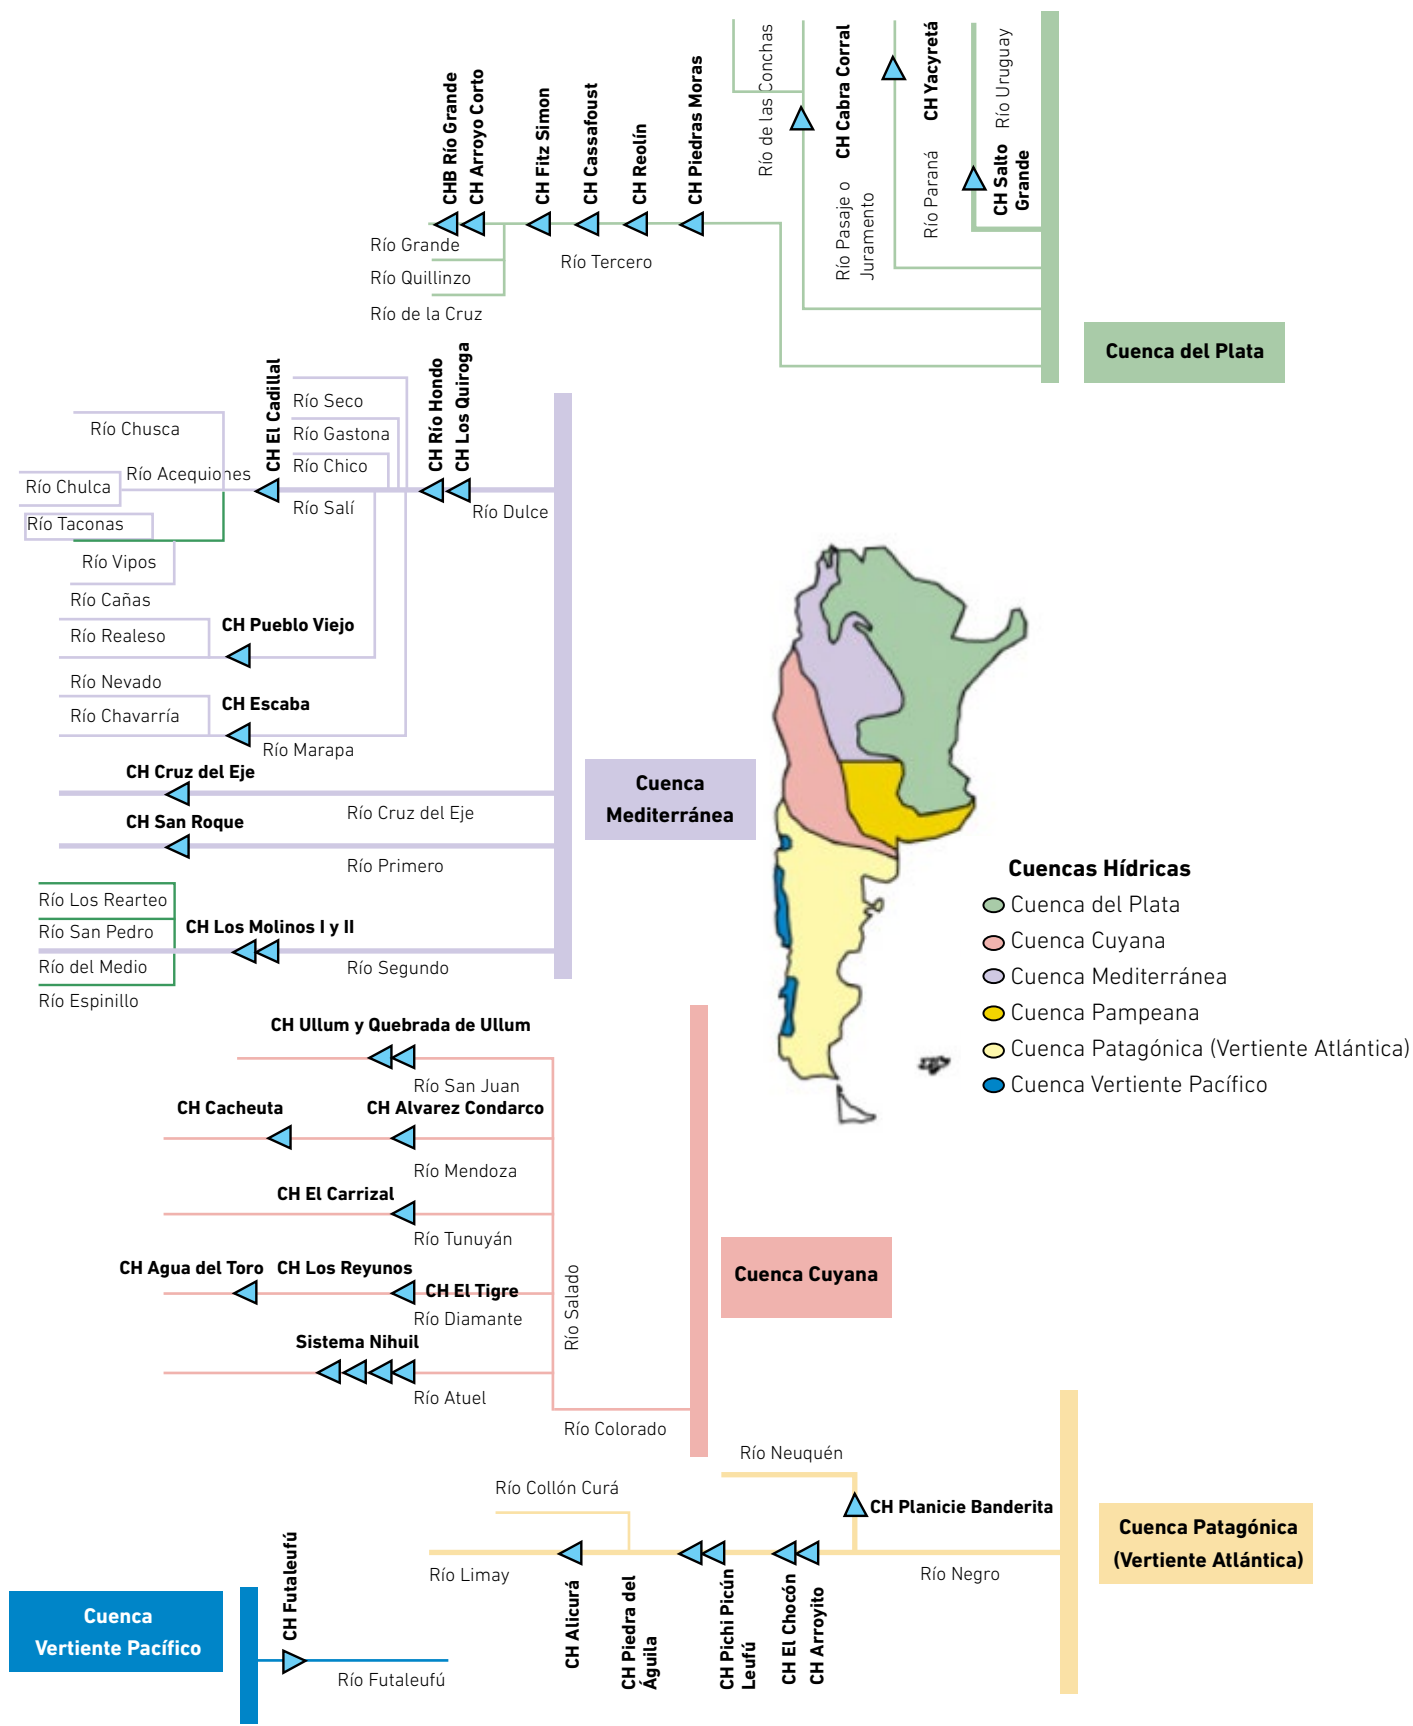 CHB Río Grande
CH Arroyo Corto
CH Fitz Simon
CH Cassafoust
CH Reolín
CH Piedras Moras
Río de las Conchas
CH Cabra Corral
Río Pasaje o
Juramento
CH Yacyretá
Río Paraná
Río Uruguay
CH Salto
Grande
Río Grande
Río Quillinzo
Río de la Cruz
Río Tercero
Cuenca del Plata
CH El Cadillal
Río Seco
Río Gastona
Río Chico
Río Salí
CH Río Hondo
CH Los Quiroga
Río Dulce
Río Chusca
Río Acequiones
Río Chulca
Río Taconas
Río Vipos
Río Cañas
Río Realeso
CH Pueblo Viejo
Río Nevado
Río Chavarría
CH Escaba
Río Marapa
CH Cruz del Eje
Río Cruz del Eje
CH San Roque
Río Primero
Río Los Rearteo
Río San Pedro
CH Los Molinos I y II
Río del Medio
Río Segundo
Río Espinillo
Cuenca
Mediterránea
Cuencas Hídricas
Cuenca del Plata
Cuenca Cuyana
Cuenca Mediterránea
Cuenca Pampeana
Cuenca Patagónica (Vertiente Atlántica)
Cuenca Vertiente Pacífico
CH Ullum y Quebrada de Ullum
Río San Juan
CH Cacheuta
CH Alvarez Condarco
Río Mendoza
CH El Carrizal
Río Tunuyán
CH Agua del Toro
CH Los Reyunos
CH El Tigre
Río Diamante
Sistema Nihuil
Río Atuel
Río Salado
Río Colorado
Cuenca Cuyana
Río Neuquén
Río Collón Curá
CH Planicie Banderita
Río Limay
Río Negro
CH Alicurá
CH Piedra del
Águila
CH Pichi Picún
Leufú
CH El Chocón
CH Arroyito
Cuenca Patagónica
(Vertiente Atlántica)
Cuenca
Vertiente Pacífico
CH Futaleufú
Río Futaleufú